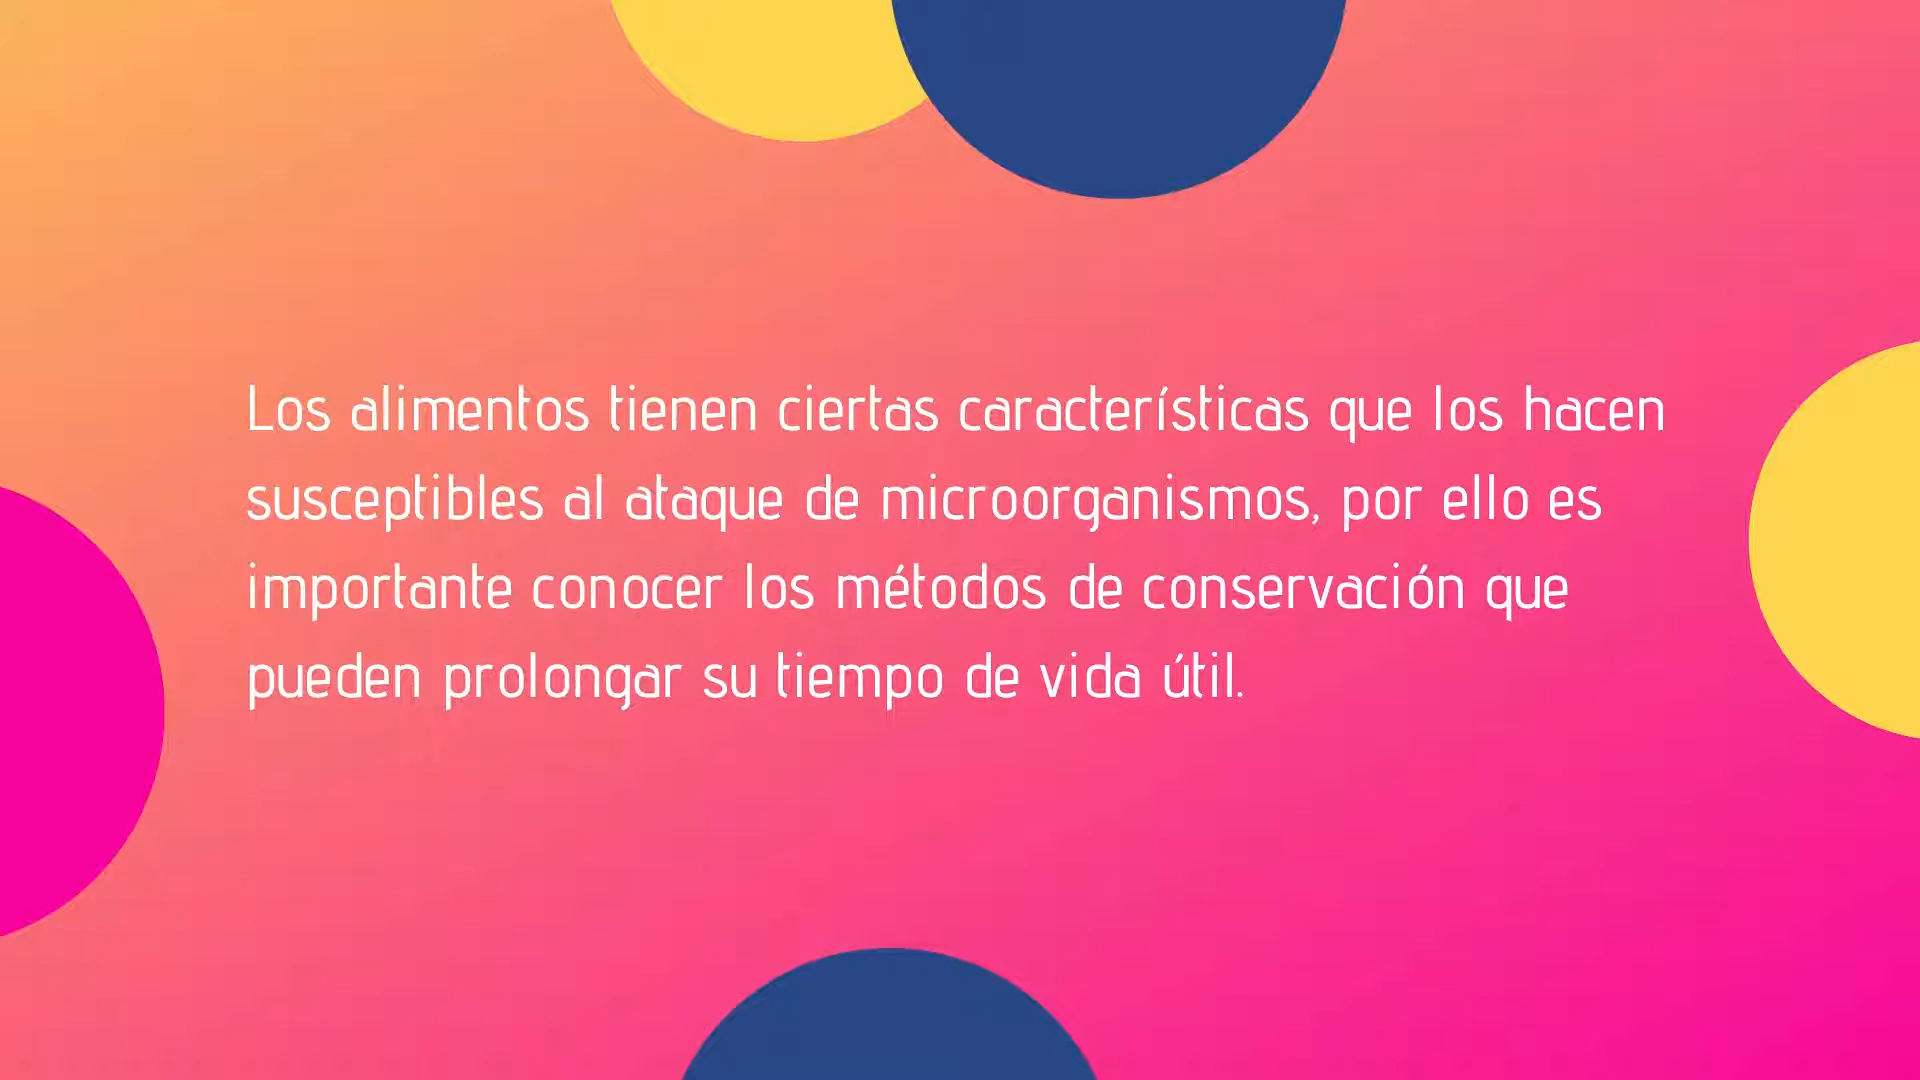 Los alimentos tienen ciertas características que los hacen
susceptibles al ataque de microorganismos, por ello es
importante conocer los métodos de conservación que
pueden prolongar su tiempo de vida útil.